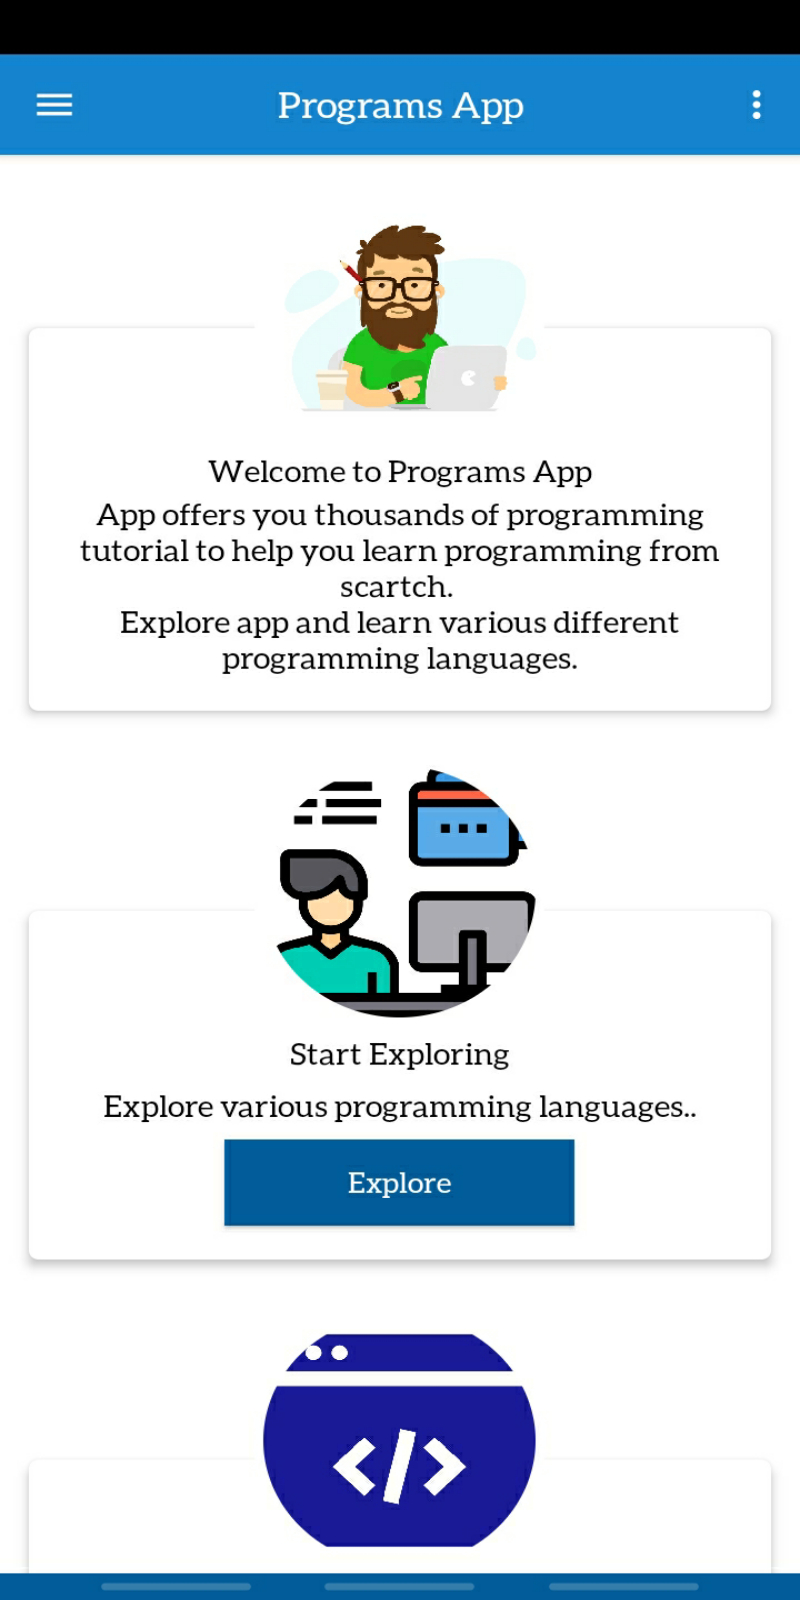 Programs App
Welcome to Programs App
App offers you thousands of programming
tutorial to help you learn programming from
scartch.
Explore app and learn various different
programming languages.
Start Exploring
Explore various programming languages..
Explore
</>